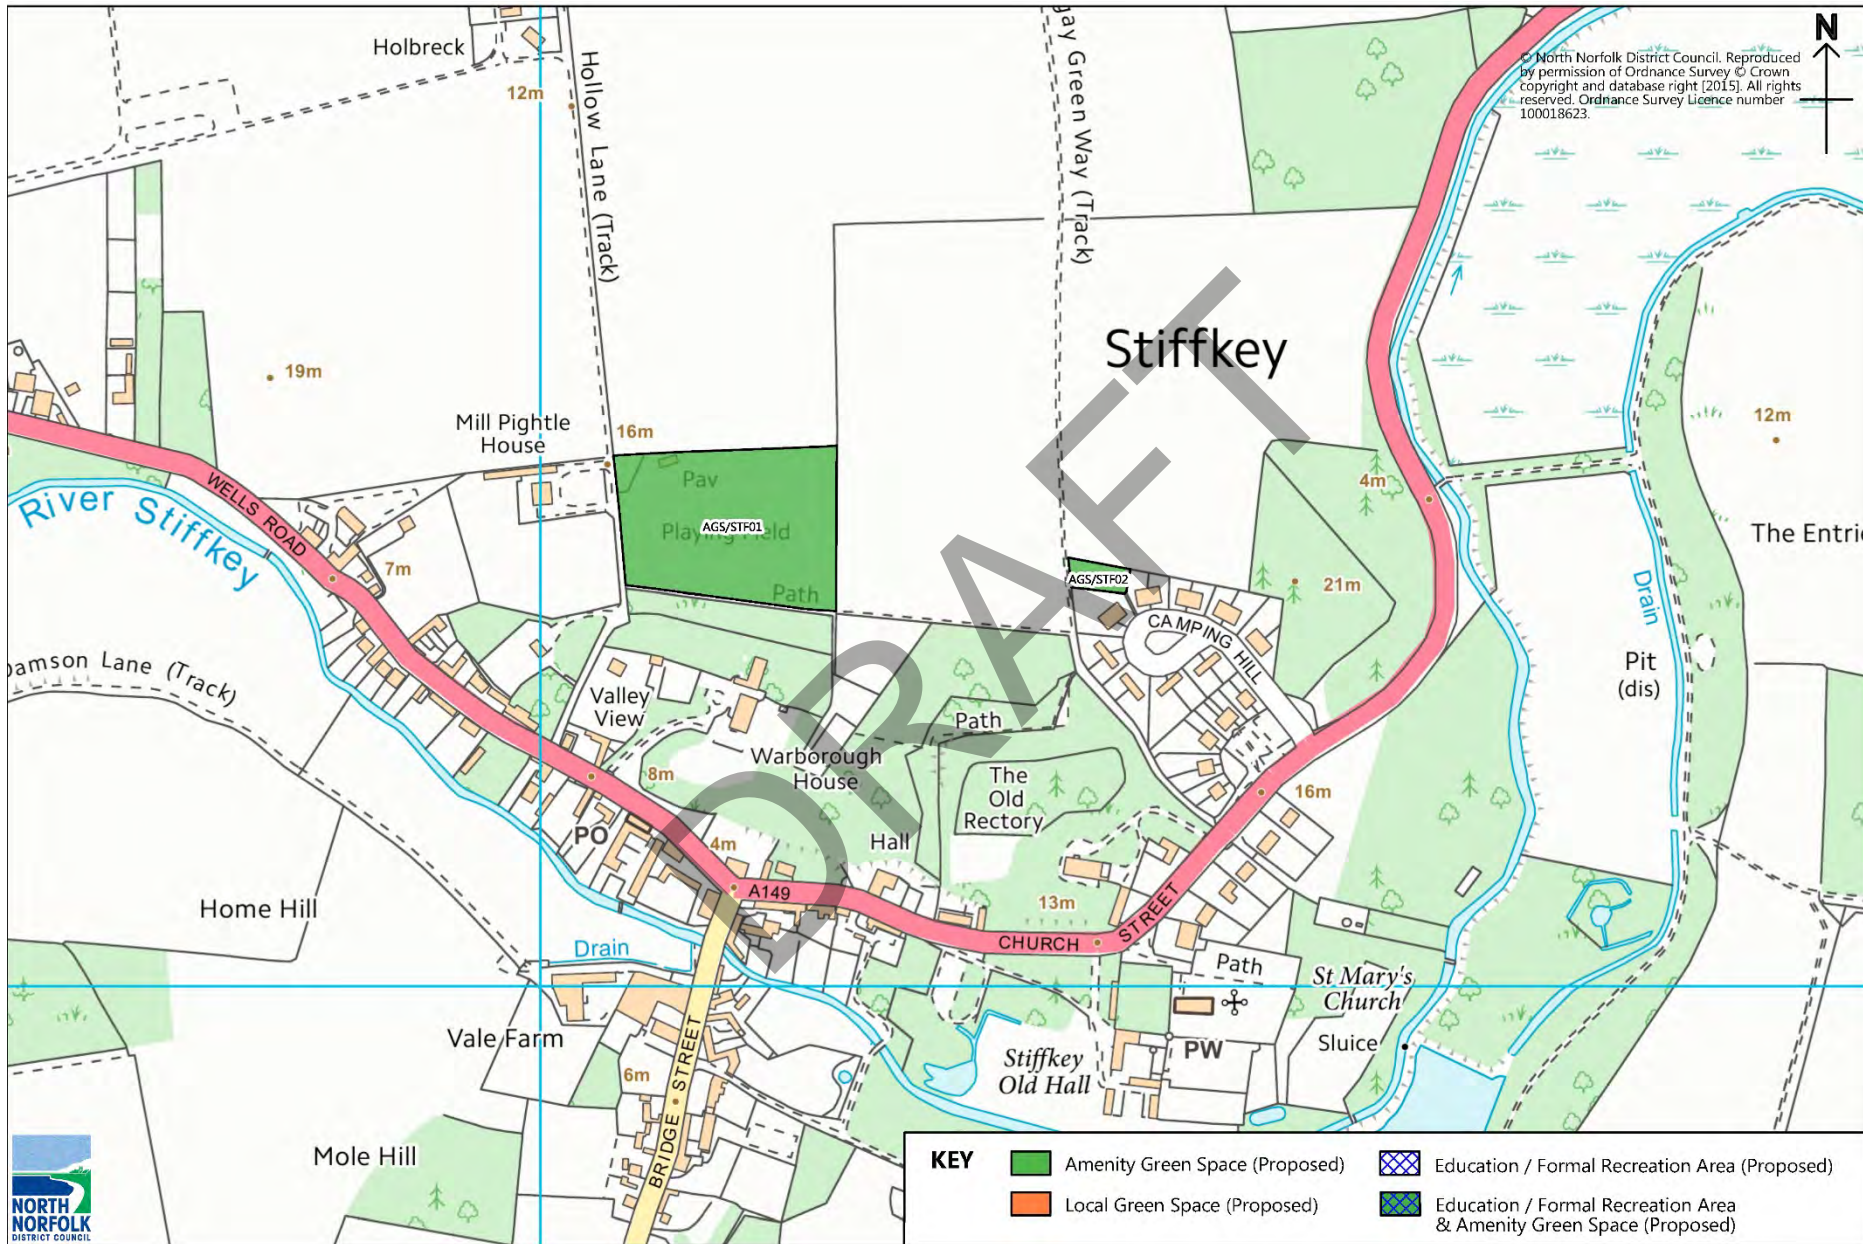 Holbreck
12m
Hollow Lane (Track)
gay Green Way (Track)
N
© North Norfolk District Council. Reproduced
by permission of Ordnance Survey © Crown
copyright and database right [2015]. All rights
reserved. Ordnance Survey Licence number
100018623.
Stiffkey
19m
Mill Pightle
House
16m
Pav
AGS/STF01
Playing Field
Path
4m
12m
The Entrie
River Stiffkey
WELLS ROAD
7m
AGS/STF02
CAMPING HILL
21m
Drain
Pit
(dis)
Damson Lane (Track)
Valley
View
Path
Warborough
House
8m
The
Old
Rectory
16m
PO
4m
Hall
A149
13m
CHURCH STREET
Home Hill
Drain
Path
St Mary's
Church
Vale Farm
Sluice
PW
Stiffkey
Old Hall
6m
BRIDGE STREET
Mole Hill
DRAFT
NORTH
NORFOLK
DISTRICT COUNCIL
KEY
Amenity Green Space (Proposed)
Local Green Space (Proposed)
Education / Formal Recreation Area (Proposed)
Education / Formal Recreation Area
& Amenity Green Space (Proposed)